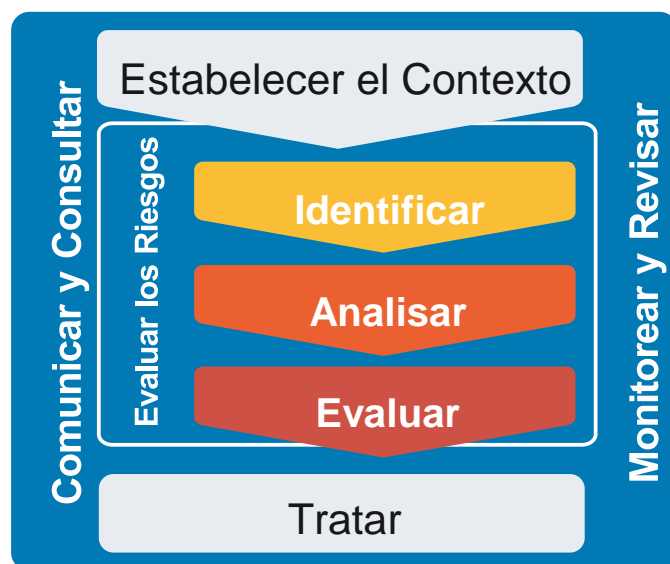 Estabelecer el Contexto
Comunicar y Consultar
Evaluar los Riesgos
Identificar
Analisar
Evaluar
Monitorear y Revisar
Tratar